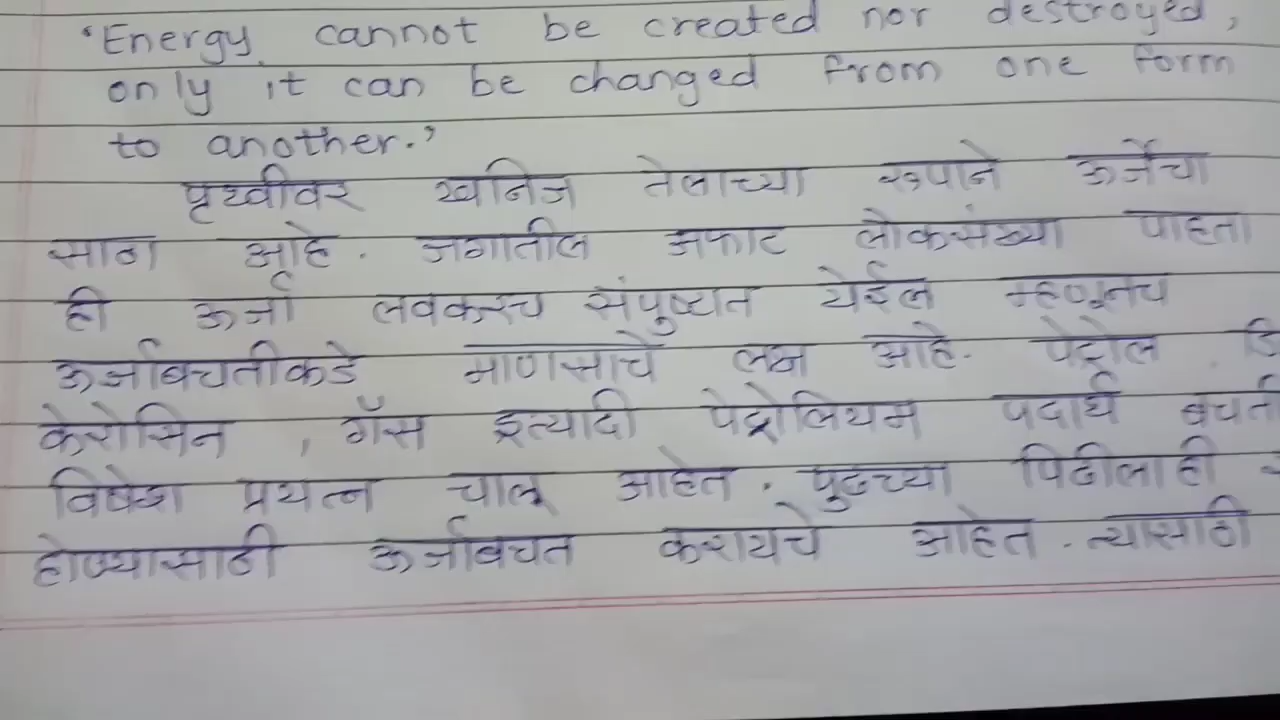 'Energy cannot be created nor destroyed,
only it can be changed from one form
to another.'
पृथ्वीवर खनिज तेलाच्या रुपाने ऊर्जेचा
साठा आहे. जगातील अफाट लोकसंख्या पाहता
ही ऊर्जा लवकरच संपुष्यत येईल म्हणूनच
ऊर्जाबचतीकडे माणसाचे लक्ष आहे. पेट्रोल
केरोसिन , गॅस इत्यादी पेट्रोलियम पदार्थ
विषेश प्रयत्न चालू आहेत. पुढच्या पिढीलाही
होण्यासाठी ऊर्जाबचत करायचे आहेत. त्यासाठी